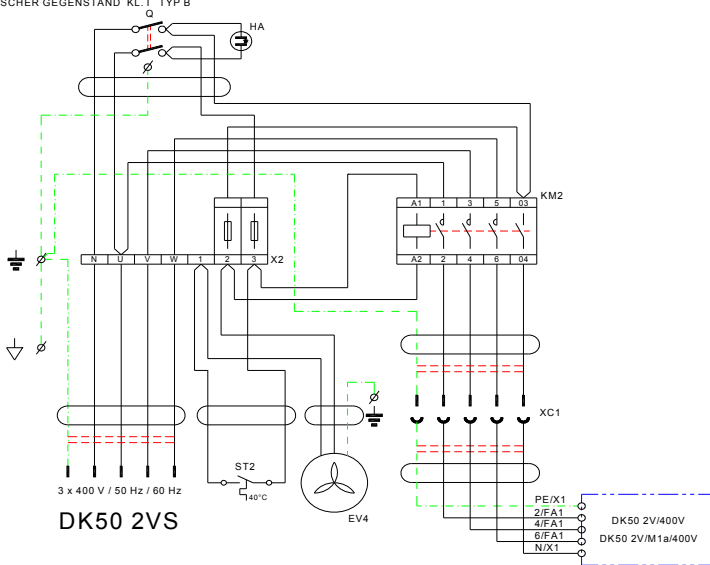 SCHER GEGENSTAND KL. I TYP B
Q
HA
KM2
A1 1 3 5 03
N U V W 1 2 3 X2
A2 2 4 6 04
XC1
ST2
40°C
3 x 400 V / 50 Hz / 60 Hz
DK50 2VS
EV4
PE/X1
2/FA1
4/FA1
6/FA1
N/X1
DK50 2V/400V
DK50 2V/M1a/400V